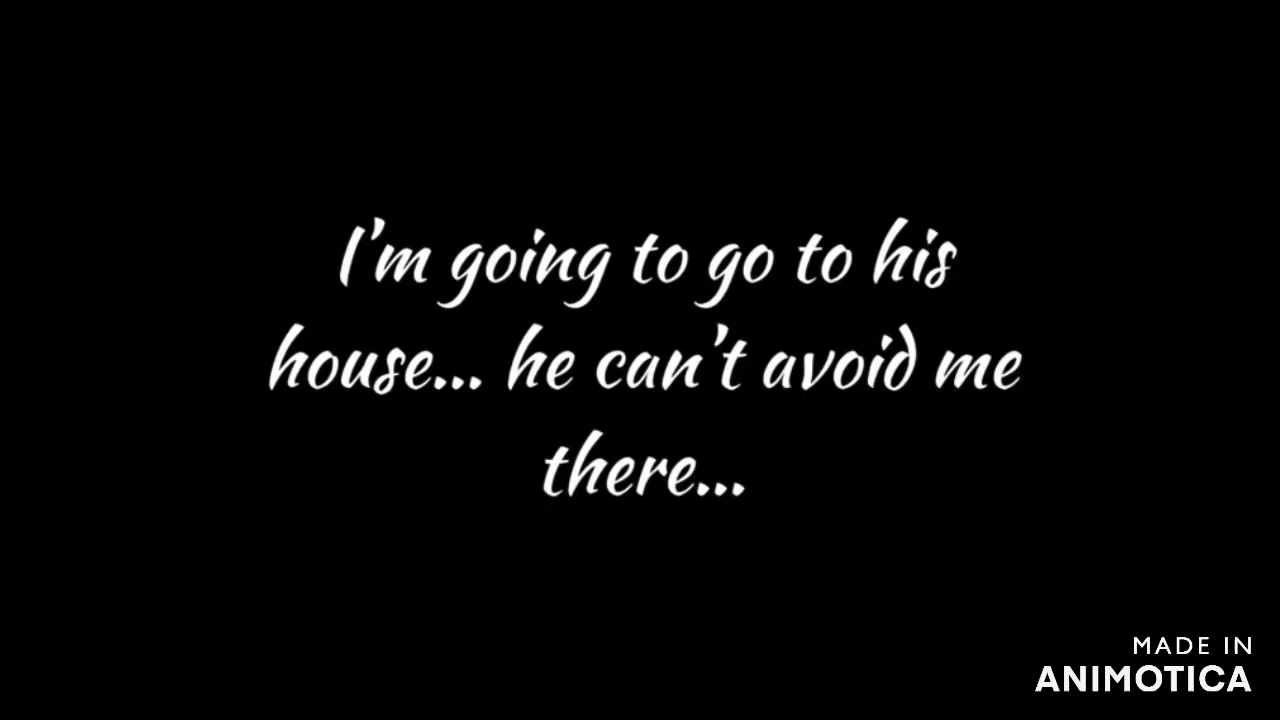 I'm going to go to his
house... he can't avoid me
there...
MADE IN
ANIMOTICA